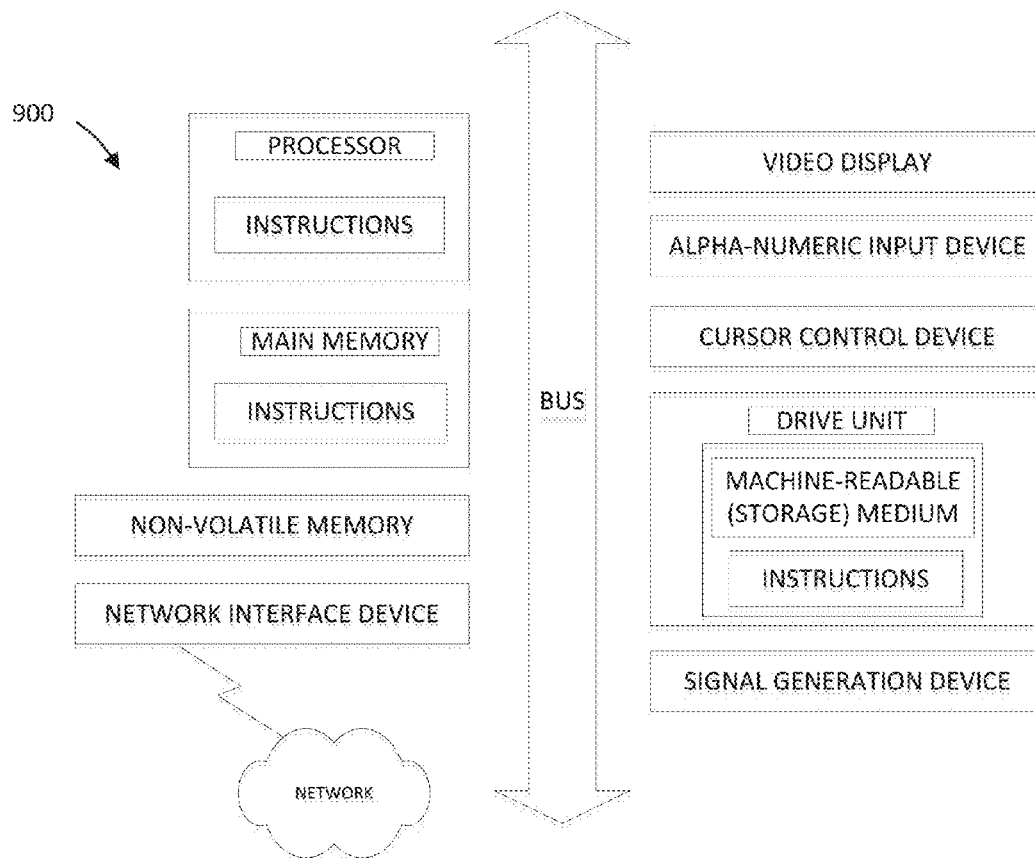 900
PROCESSOR
INSTRUCTIONS
MAIN MEMORY
INSTRUCTIONS
NON-VOLATILE MEMORY
NETWORK INTERFACE DEVICE
NETWORK
BUS
VIDEO DISPLAY
ALPHA-NUMERIC INPUT DEVICE
CURSOR CONTROL DEVICE
DRIVE UNIT
MACHINE-READABLE
(STORAGE) MEDIUM
INSTRUCTIONS
SIGNAL GENERATION DEVICE